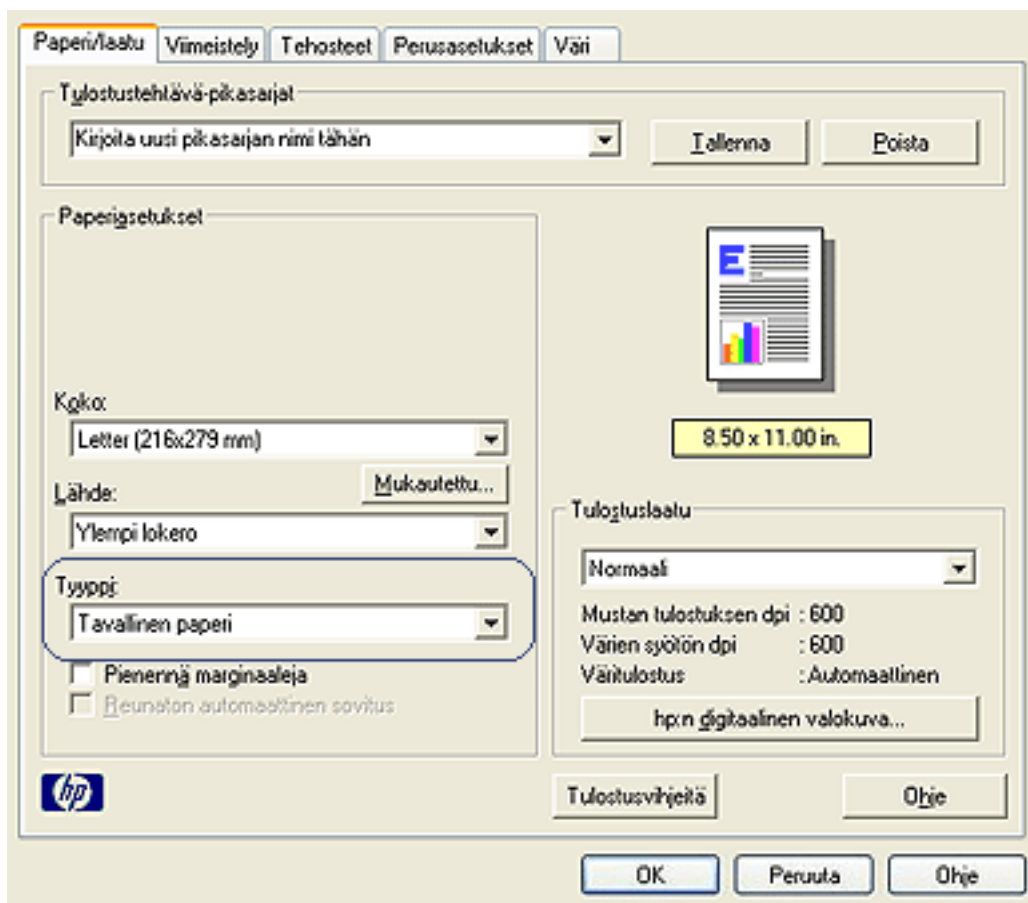 Paperi/laatu Viimeistely Tehosteet Perusasetukset Väri
Tulostustehtävä-pikasarjat
Kirjoita uusi pikasarjan nimi tähän
Tallenna
Poista
Paperiasetukset
E
Koko:
Letter (216x279 mm)
8.50 x 11.00 in.
Lähde:
Mukautettu...
Ylempi lokero
Tyyppi:
Tavallinen paperi
Pienennä marginaaleja
Reunaton automaattinen sovitus
Tulostuslaatu
Normaali
Mustan tulostuksen dpi : 600
Värien syötön dpi : 600
Väritulostus : Automaattinen
hp:n digitaalinen valokuva...
hp
Tulostusvihjeitä
Ohje
OK
Peruuta
Ohje